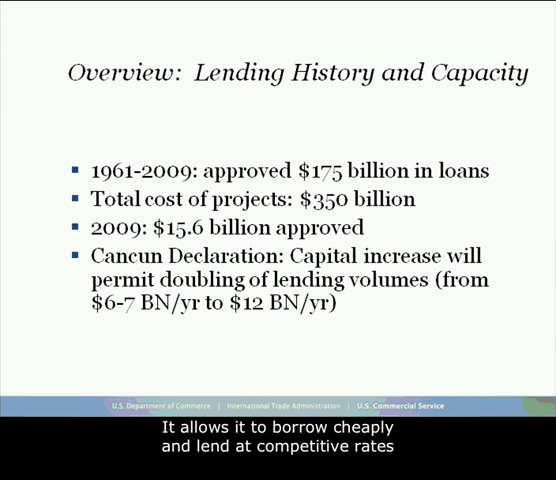 Overview: Lending History and Capacity
▪ 1961-2009: approved $175 billion in loans
▪ Total cost of projects: $350 billion
▪ 2009: $15.6 billion approved
▪ Cancun Declaration: Capital increase will
permit doubling of lending volumes (from
$6-7 BN/yr to $12 BN/yr)
U.S. Department of Commerce | International Trade Administration | U.S. Commercial Service
It allows it to borrow cheaply
and lend at competitive rates